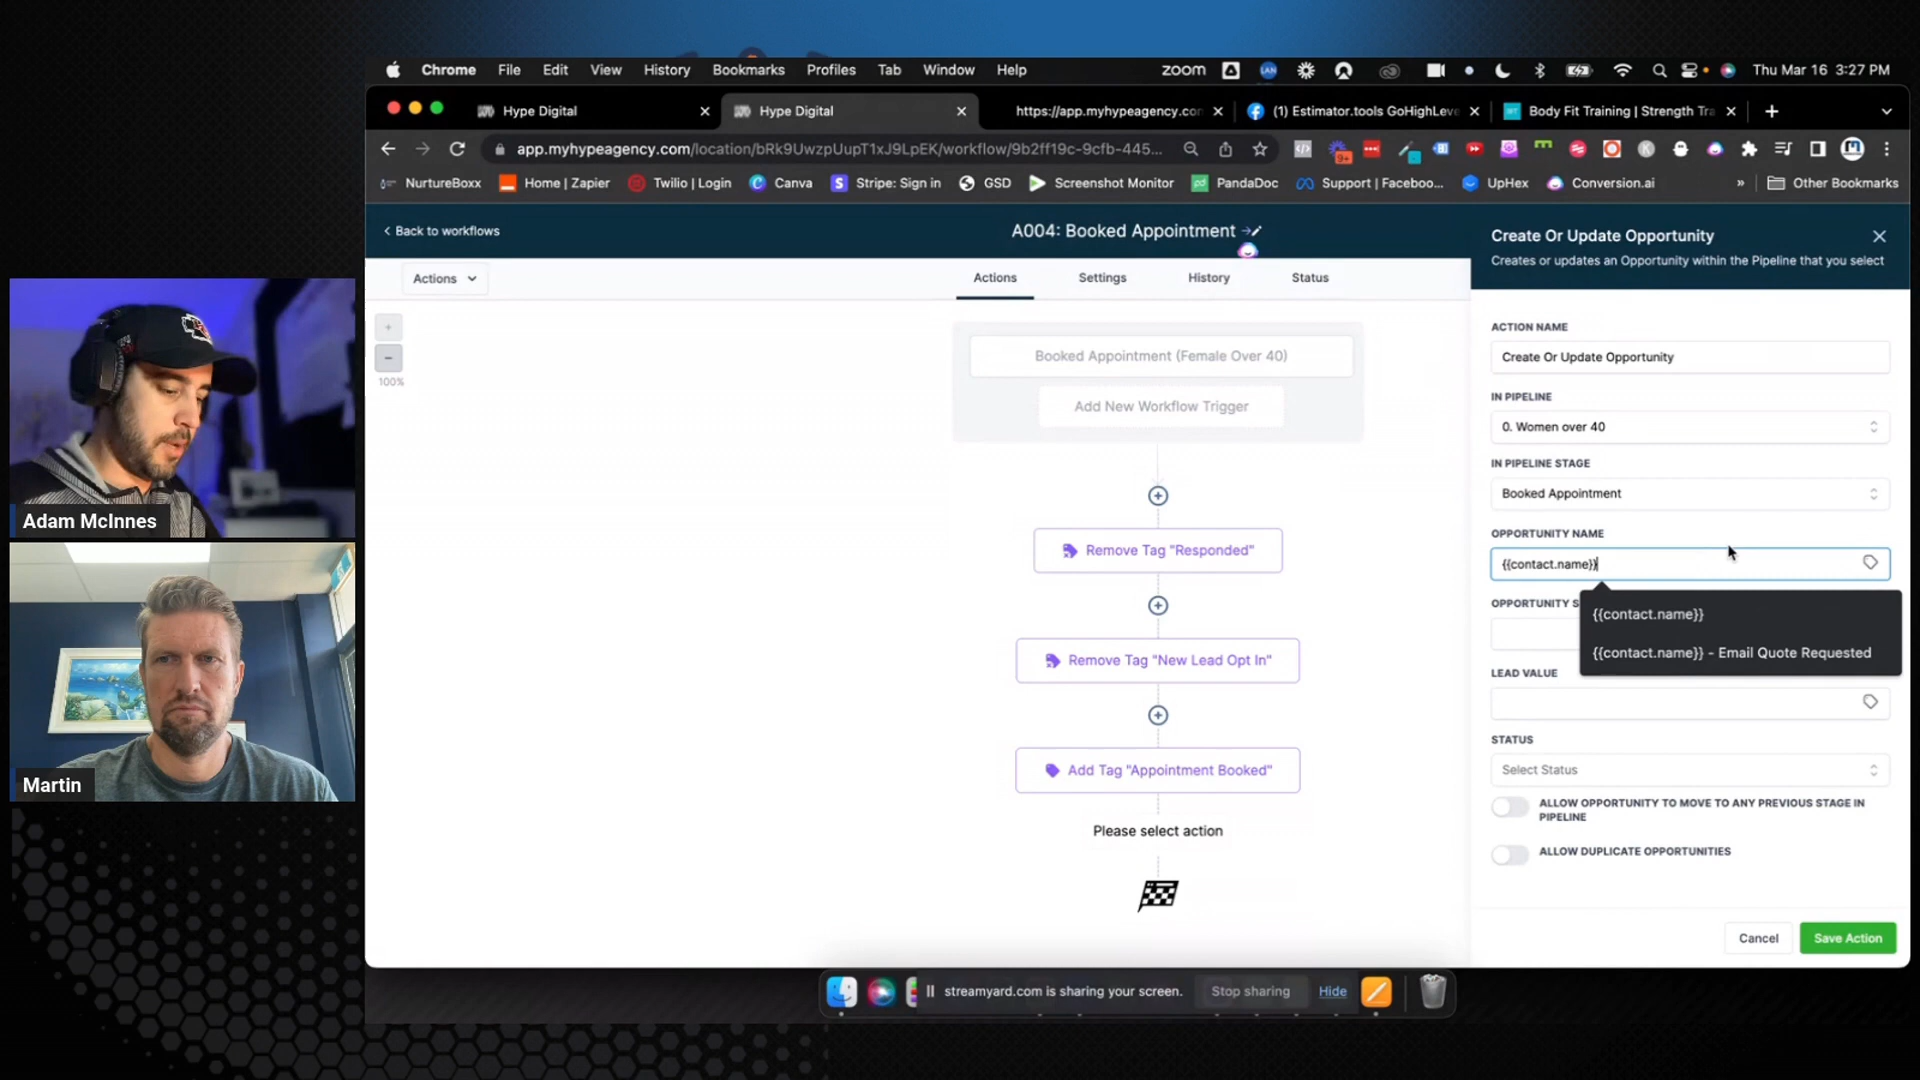 Chrome File Edit View History Bookmarks Profiles Tab Window Help
zoom LAN Thu Mar 16 3:27 PM
Hype Digital
Hype Digital
https://app.myhypeagency.con
(1) Estimator.tools GoHighLeve
Body Fit Training | Strength Tra
app.myhypeagency.com/location/bRk9UwzpUupT1xJ9LpEK/workflow/9b2ff19c-9cfb-445...
9+
NurtureBoxx Home | Zapier Twilio | Login Canva Stripe: Sign in GSD Screenshot Monitor PandaDoc Support | Faceboo... UpHex Conversion.ai » Other Bookmarks
Back to workflows
A004: Booked Appointment
Actions
Actions Settings History Status
100%
Booked Appointment (Female Over 40)
Add New Workflow Trigger
Remove Tag "Responded"
Remove Tag "New Lead Opt In"
Add Tag "Appointment Booked"
Please select action
Create Or Update Opportunity
Creates or updates an Opportunity within the Pipeline that you select
ACTION NAME
Create Or Update Opportunity
IN PIPELINE
0. Women over 40
IN PIPELINE STAGE
Booked Appointment
OPPORTUNITY NAME
{{contact.name}}
OPPORTUNITY S
{{contact.name}}
{{contact.name}} - Email Quote Requested
LEAD VALUE
STATUS
Select Status
ALLOW OPPORTUNITY TO MOVE TO ANY PREVIOUS STAGE IN
PIPELINE
ALLOW DUPLICATE OPPORTUNITIES
Cancel
Save Action
streamyard.com is sharing your screen.
Stop sharing
Hide
Adam McInnes
Martin